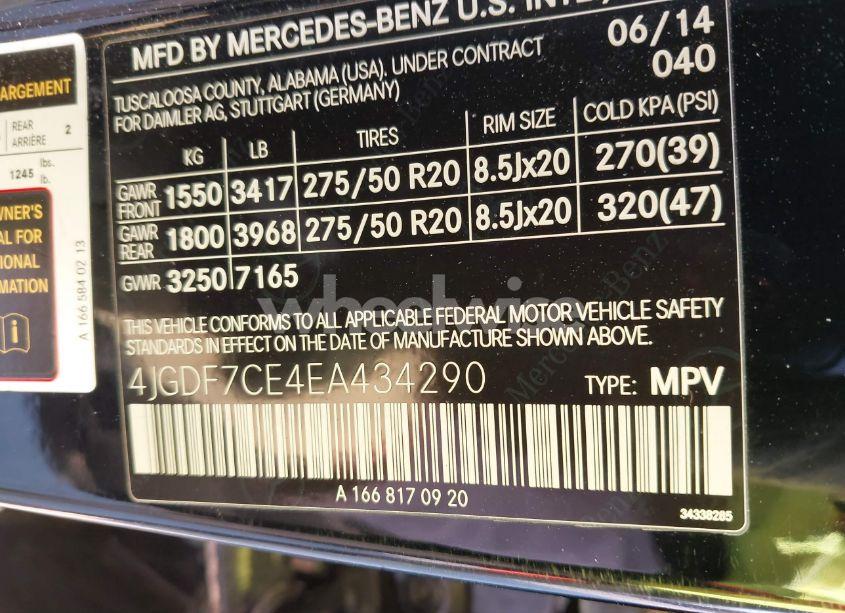 MFD BY MERCEDES-BENZ U.S. INTL,
06/14
TUSCALOOSA COUNTY, ALABAMA (USA). UNDER CONTRACT
040
FOR DAIMLER AG, STUTTGART (GERMANY)
KG LB TIRES RIM SIZE COLD KPA (PSI)
GAWR FRONT 1550 3417 275/50 R20 8.5Jx20 270(39)
GAWR REAR 1800 3968 275/50 R20 8.5Jx20 320(47)
GVWR 3250 7165
THIS VEHICLE CONFORMS TO ALL APPLICABLE FEDERAL MOTOR VEHICLE SAFETY
STANDARDS IN EFFECT ON THE DATE OF MANUFACTURE SHOWN ABOVE.
4JGDF7CE4EA434290 TYPE: MPV
A 166 817 09 20
34338285
ARGEMENT
REAR
ARRIÈRE 2
lbs.
1245 lbs.
WNER'S
AL FOR
IONAL
RMATION
A 166 584 02 13